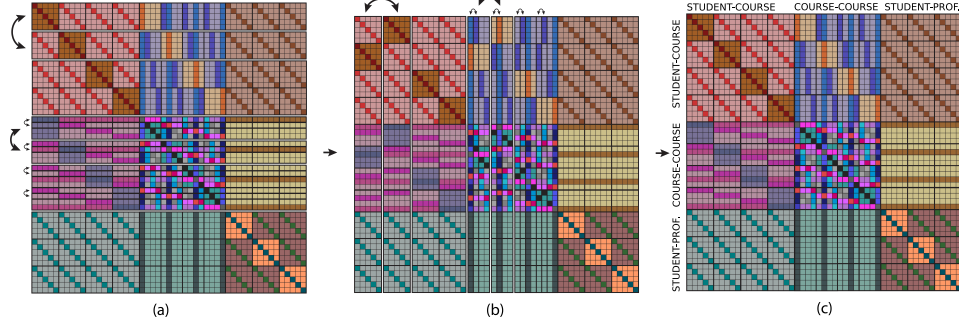 STUDENT-COURSE COURSE-COURSE STUDENT-PROF.
STUDENT-COURSE
COURSE-COURSE
STUDENT-PROF.
(a) (b) (c)